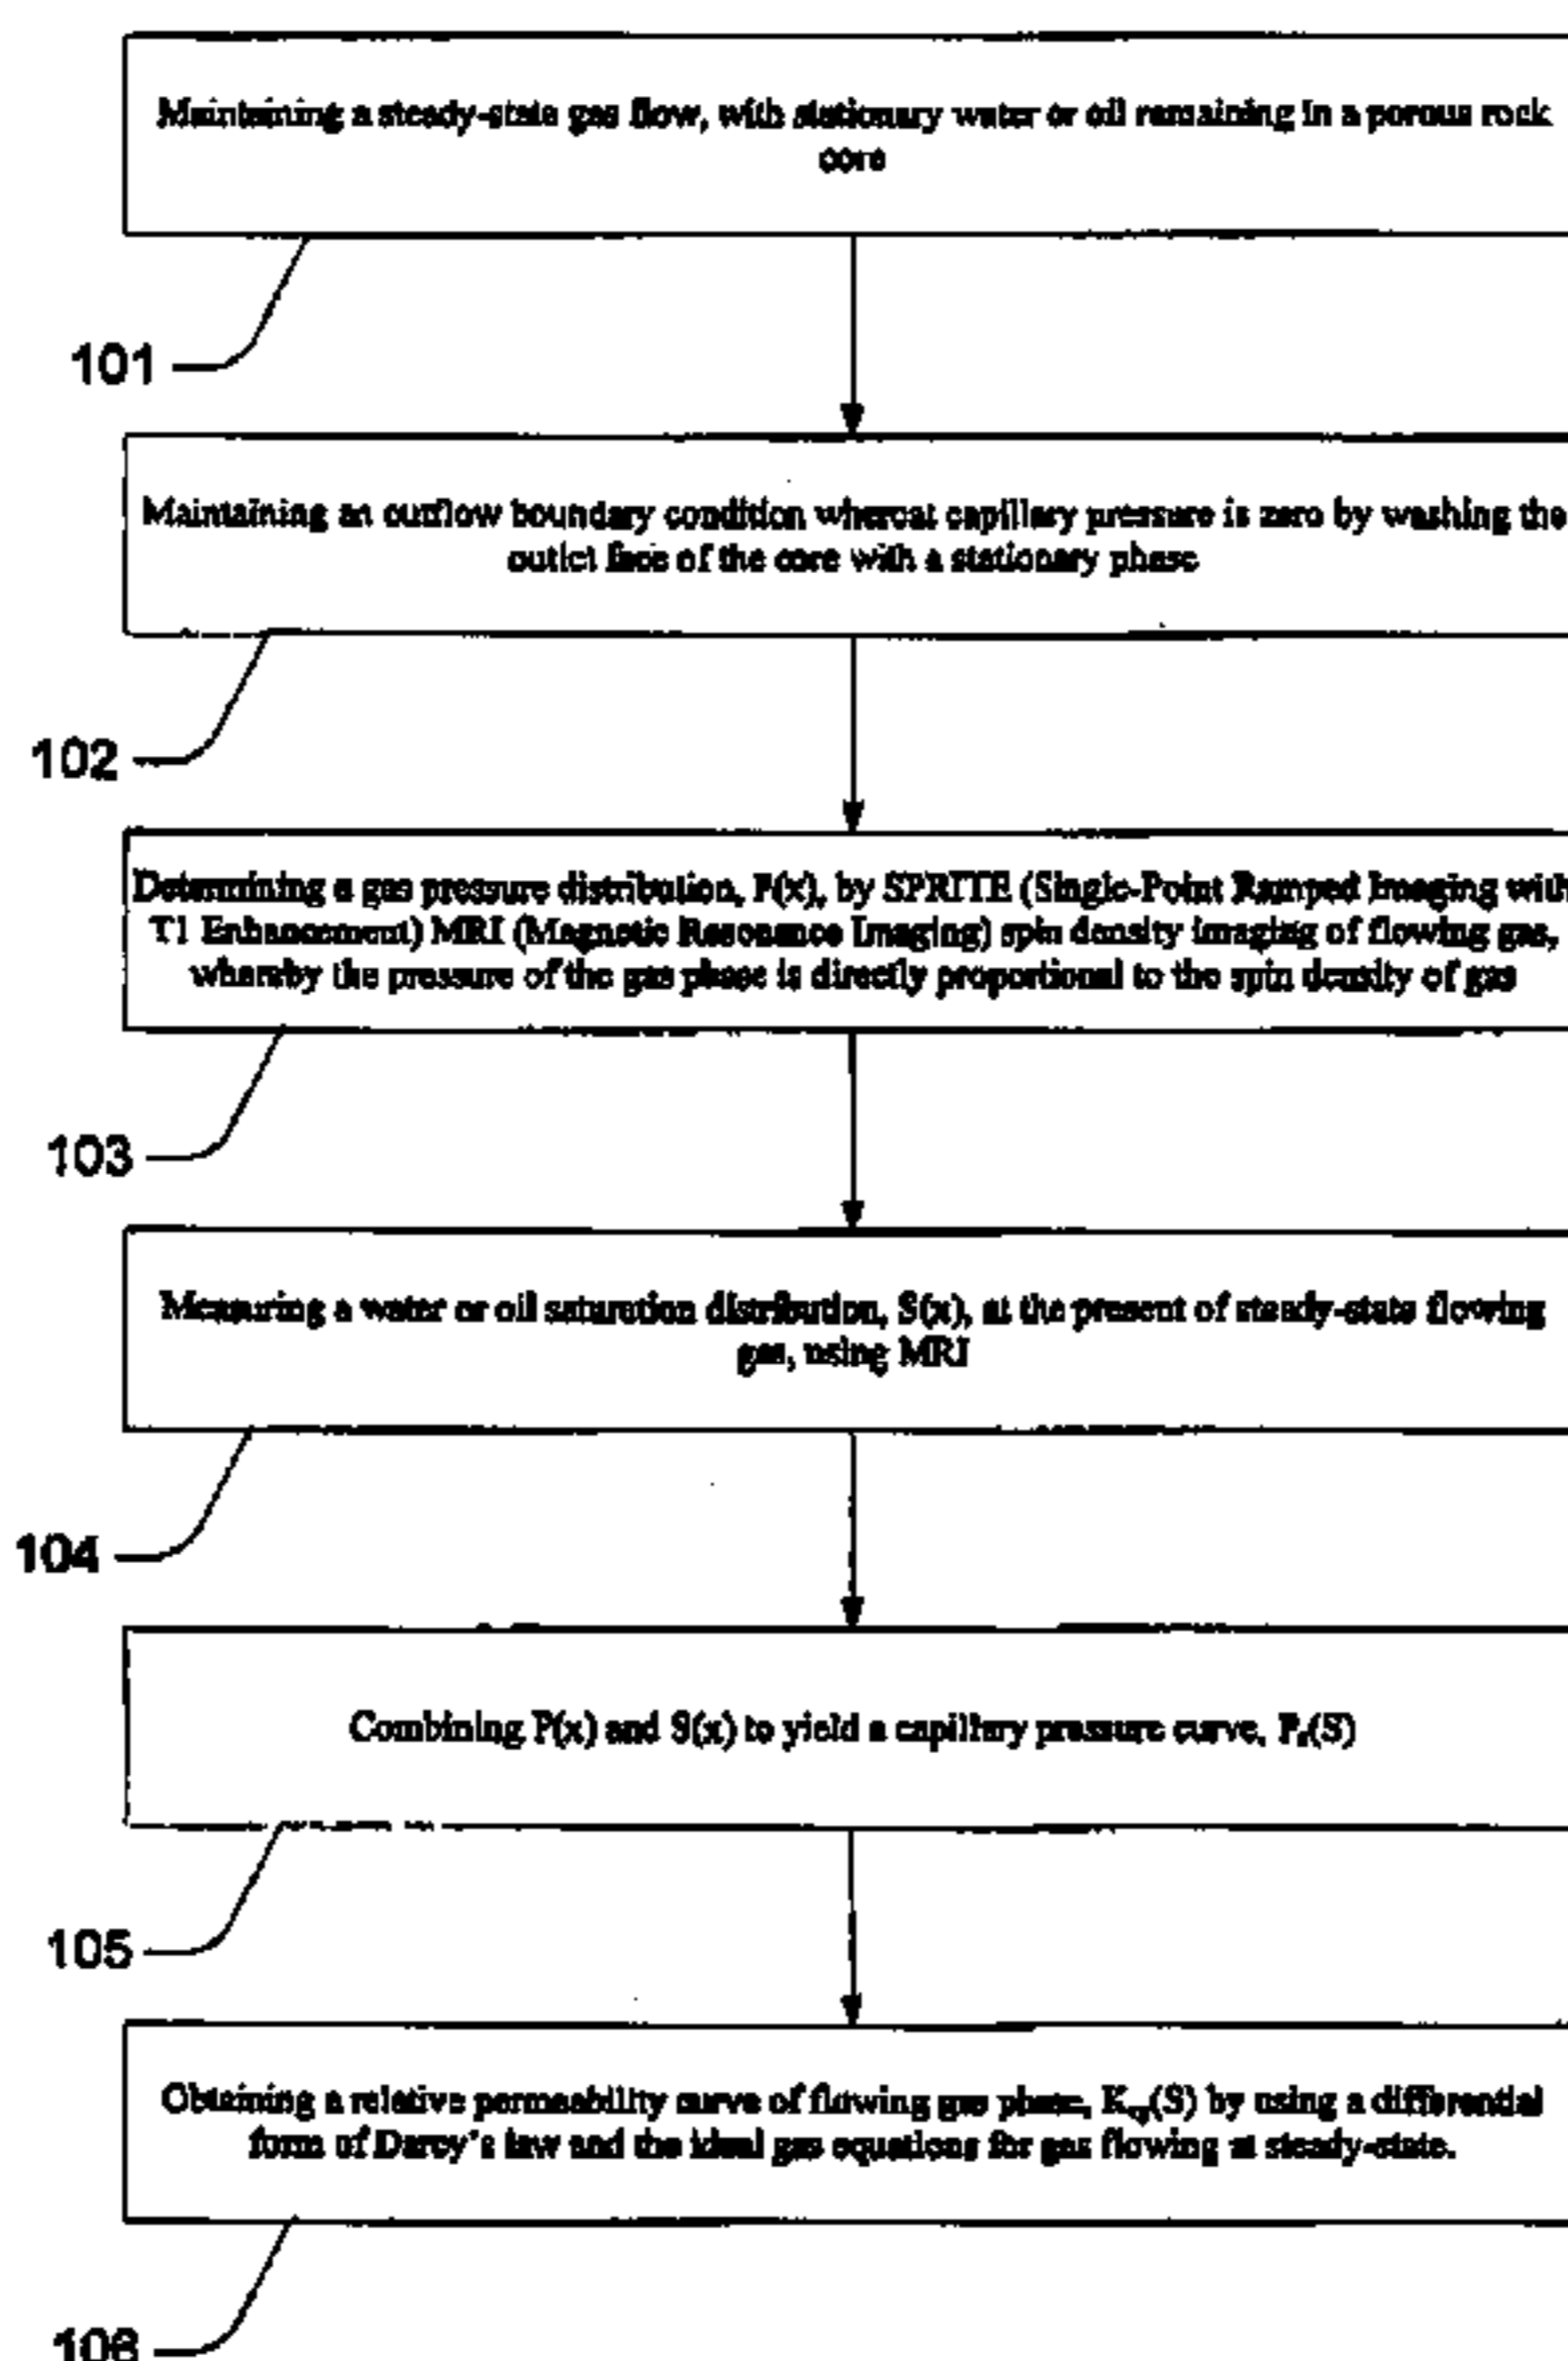 Maintaining a steady-state gas flow, with stationary water or oil remaining in a porous rock
core
101
Maintaining an outflow boundary condition whereat capillary pressure is zero by washing the
outlet face of the core with a stationary phase
102
Determining a gas pressure distribution, P(x), by SPRITE (Single-Point Ramped Imaging with
T1 Enhancement) MRI (Magnetic Resonance Imaging) spin density imaging of flowing gas,
whereby the pressure of the gas phase is directly proportional to the spin density of gas
103
Measuring a water or oil saturation distribution, S(x), at the present of steady-state flowing
gas, using MRI
104
Combining P(x) and S(x) to yield a capillary pressure curve, Pc(S)
105
Obtaining a relative permeability curve of flowing gas phase, Krg(S) by using a differential
form of Darcy's law and the ideal gas equations for gas flowing at steady-state.
106